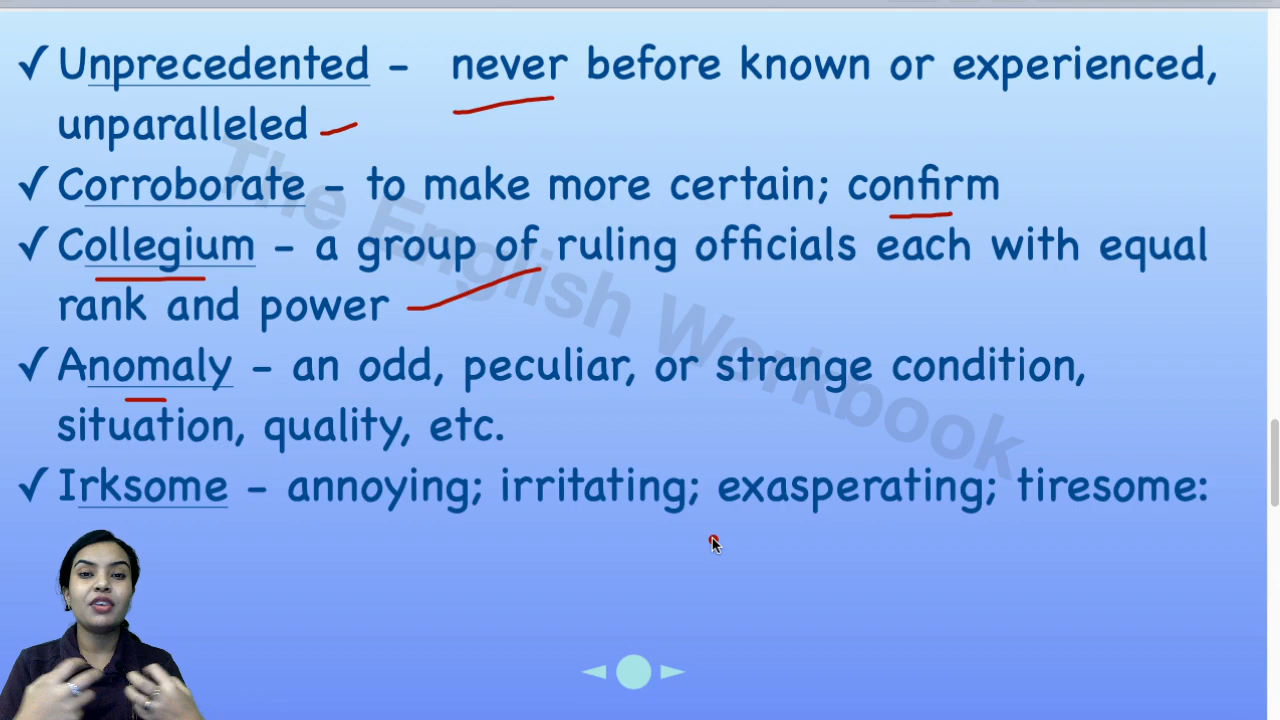 ✓ Unprecedented - never before known or experienced,
unparalleled
✓ Corroborate - to make more certain; confirm
✓ Collegium - a group of ruling officials each with equal
rank and power
✓ Anomaly - an odd, peculiar, or strange condition,
situation, quality, etc.
✓ Irksome - annoying; irritating; exasperating; tiresome:
The English Workbook